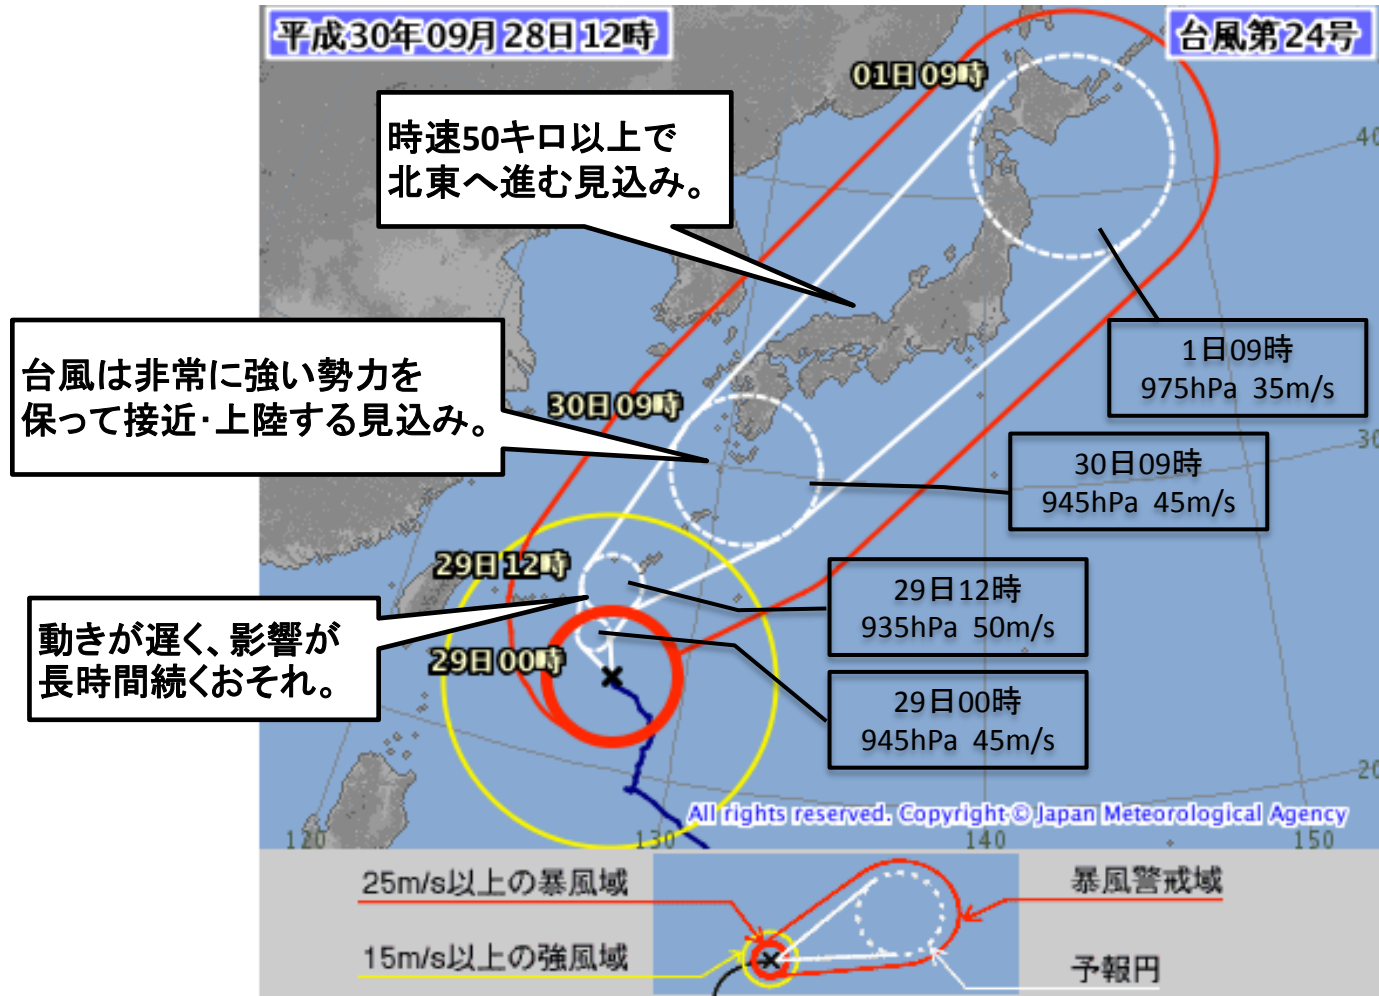 平成30年09月28日12時
台風第24号
01日09時
時速50キロ以上で
北東へ進む見込み。
40
台風は非常に強い勢力を
保って接近・上陸する見込み。
30日09時
1日09時
975hPa 35m/s
30
30日09時
945hPa 45m/s
29日12時
29日12時
935hPa 50m/s
動きが遅く、影響が
長時間続くおそれ。
29日00時
29日00時
945hPa 45m/s
20
All rights reserved. Copyright © Japan Meteorological Agency
120 130 140 150
25m/s以上の暴風域
暴風警戒域
15m/s以上の強風域
予報円